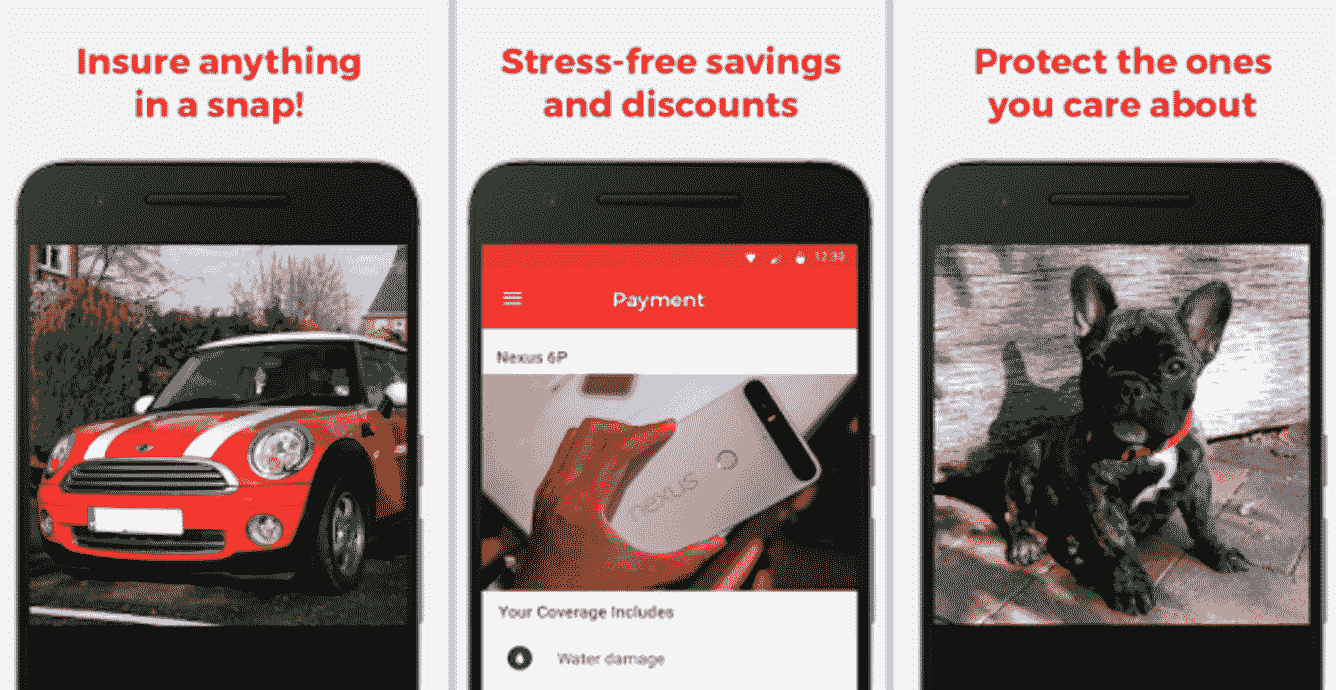 Insure anything
in a snap!
Stress-free savings
and discounts
12:30
Payment
Nexus 6P
nexus
Your Coverage Includes
Water damage
Protect the ones
you care about